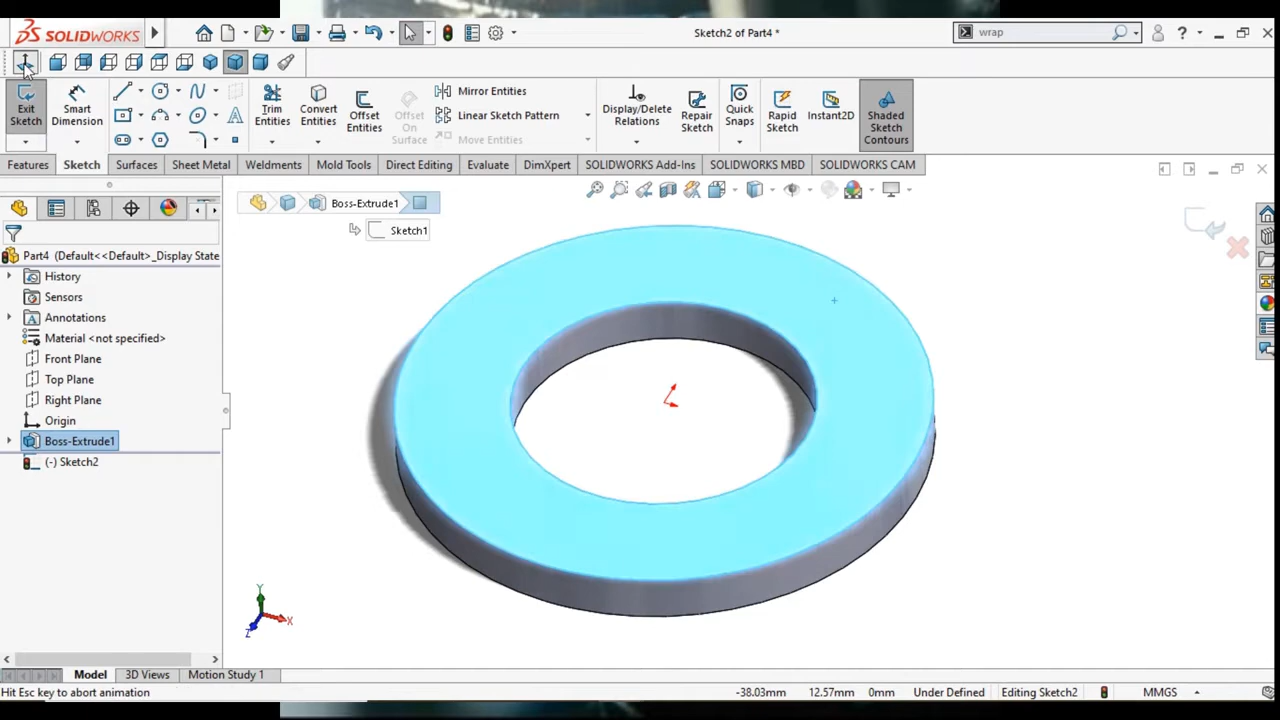 SOLIDWORKS
Sketch2 of Part4 *
wrap
Exit Sketch
Smart Dimension
Trim Entities
Convert Entities
Offset Entities
Offset On Surface
Mirror Entities
Linear Sketch Pattern
Move Entities
Display/Delete Relations
Repair Sketch
Quick Snaps
Rapid Sketch
Instant2D
Shaded Sketch Contours
Features Sketch Surfaces Sheet Metal Weldments Mold Tools Direct Editing Evaluate DimXpert SOLIDWORKS Add-Ins SOLIDWORKS MBD SOLIDWORKS CAM
Boss-Extrude1
Sketch1
Part4 (Default<<Default>_Display State
History
Sensors
Annotations
Material <not specified>
Front Plane
Top Plane
Right Plane
Origin
Boss-Extrude1
(-) Sketch2
Y
X
Z
Model 3D Views Motion Study 1
Hit Esc key to abort animation -38.03mm 12.57mm 0mm Under Defined Editing Sketch2 MMGS